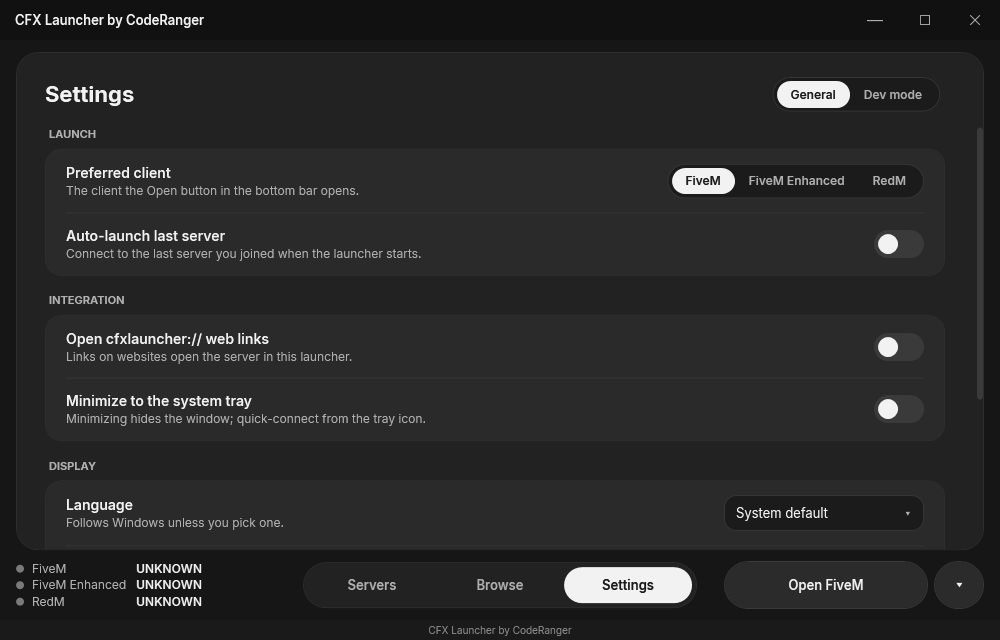 CFX Launcher by CodeRanger
Settings
General
Dev mode
LAUNCH
Preferred client
The client the Open button in the bottom bar opens.
FiveM
FiveM Enhanced
RedM
Auto-launch last server
Connect to the last server you joined when the launcher starts.
INTEGRATION
Open cfxlauncher:// web links
Links on websites open the server in this launcher.
Minimize to the system tray
Minimizing hides the window; quick-connect from the tray icon.
DISPLAY
Language
Follows Windows unless you pick one.
System default
FiveM UNKNOWN
FiveM Enhanced UNKNOWN
RedM UNKNOWN
Servers
Browse
Settings
Open FiveM
CFX Launcher by CodeRanger